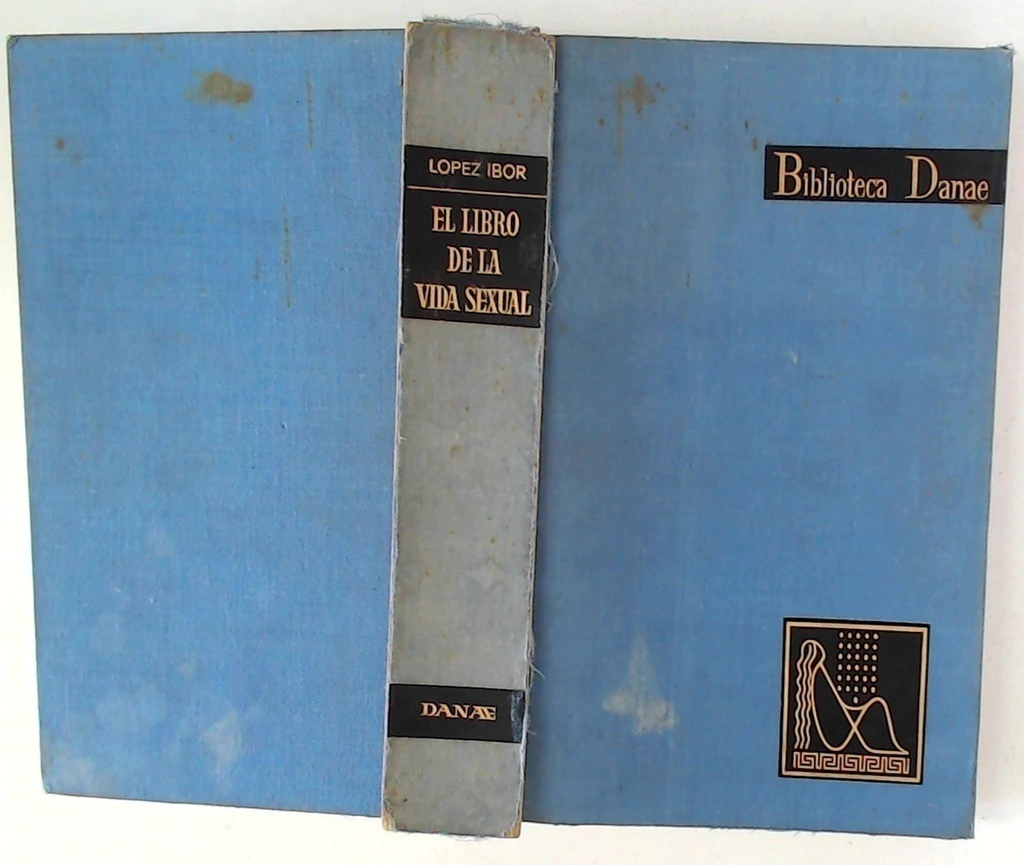 LOPEZ IBOR
EL LIBRO
DE LA
VIDA SEXUAL
DANAE
Biblioteca Danae